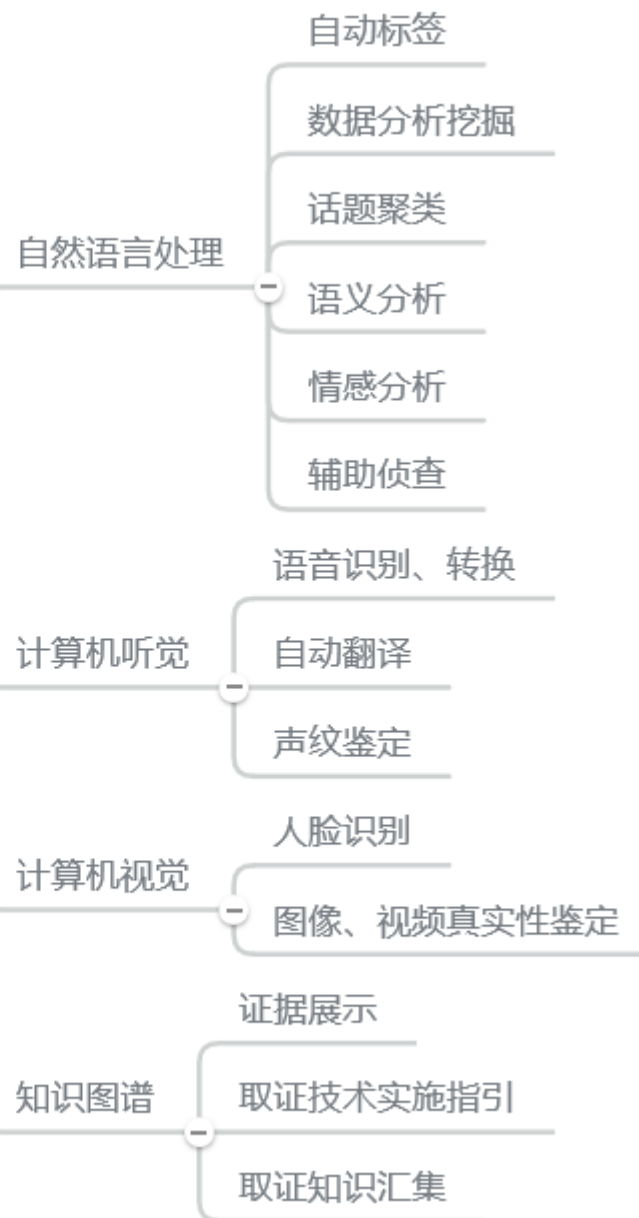 自动标签
数据分析挖掘
话题聚类
自然语言处理
语义分析
情感分析
辅助侦查
语音识别、转换
计算机听觉
自动翻译
声纹鉴定
人脸识别
计算机视觉
图像、视频真实性鉴定
证据展示
知识图谱
取证技术实施指引
取证知识汇集